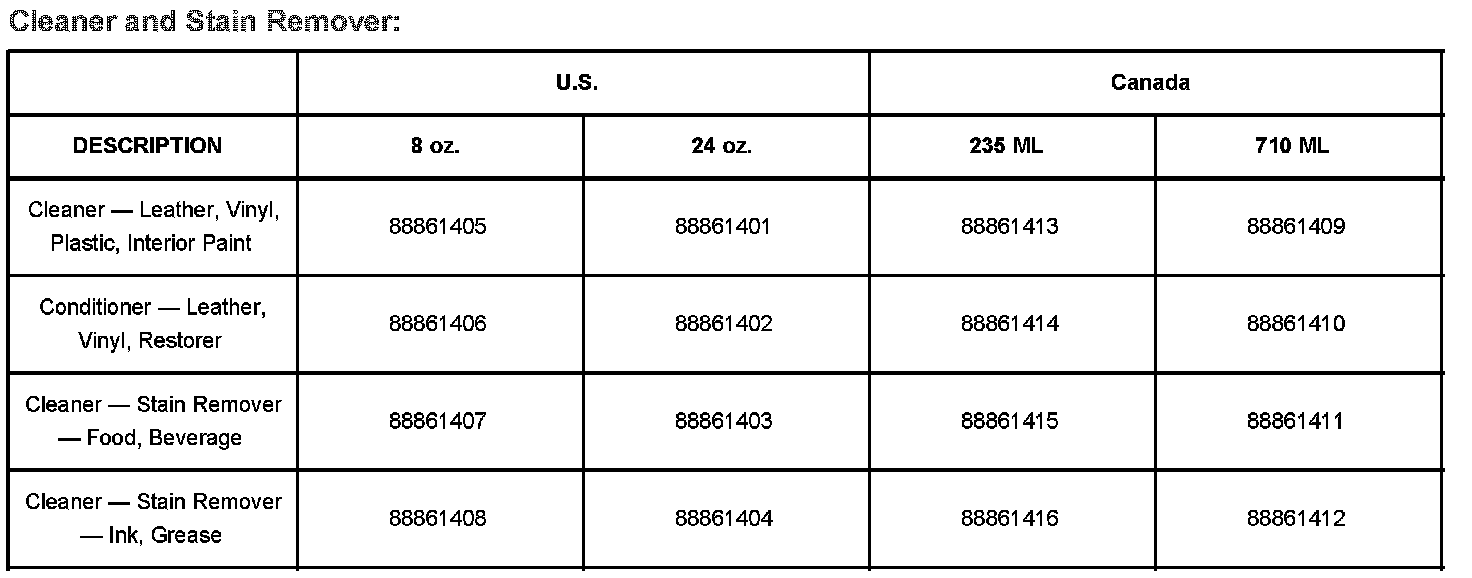 Cleaner and Stain Remover:
U.S. Canada
DESCRIPTION 8 oz. 24 oz. 235 ML 710 ML
Cleaner — Leather, Vinyl,
Plastic, Interior Paint 88861405 88861401 88861413 88861409
Conditioner — Leather,
Vinyl, Restorer 88861406 88861402 88861414 88861410
Cleaner — Stain Remover
— Food, Beverage 88861407 88861403 88861415 88861411
Cleaner — Stain Remover
— Ink, Grease 88861408 88861404 88861416 88861412